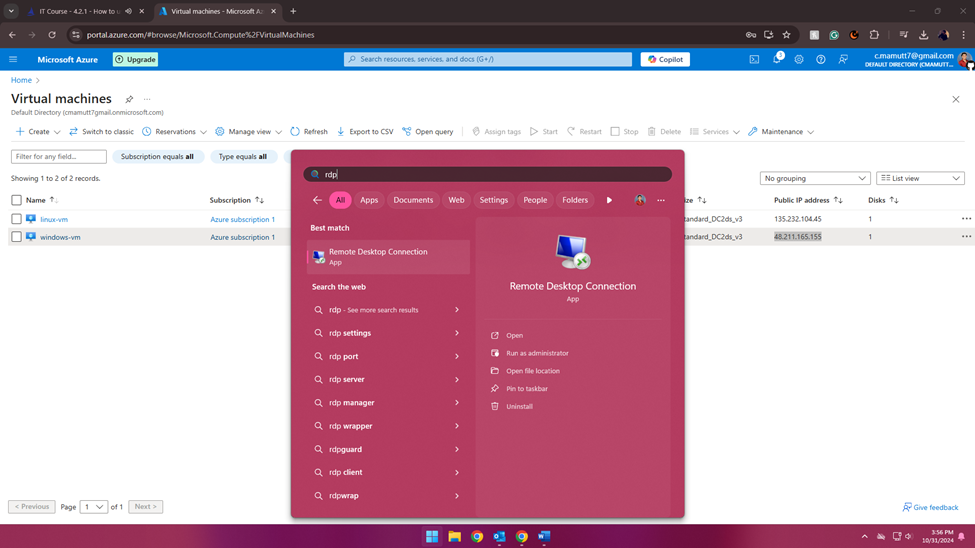 IT Course - 4.2.1 - How to u
Virtual machines - Microsoft Az
portal.azure.com/#browse/Microsoft.Compute%2FVirtualMachines
Microsoft Azure
Upgrade
Search resources, services, and docs (G+/)
Copilot
3
c.mamutt7@gmail.com
DEFAULT DIRECTORY (CMAMUTT7...
Home
Virtual machines
Default Directory (cmamutt7gmail.onmicrosoft.com)
Create
Switch to classic
Reservations
Manage view
Refresh
Export to CSV
Open query
Assign tags
Start
Restart
Stop
Delete
Services
Maintenance
Filter for any field...
Subscription equals all
Type equals all
Showing 1 to 2 of 2 records.
No grouping
List view
Name
Subscription
Size
Public IP address
Disks
linux-vm
Azure subscription 1
tandard_DC2ds_v3
135.232.104.45
1
windows-vm
Azure subscription 1
tandard_DC2ds_v3
48.211.165.155
1
rdp
All
Apps
Documents
Web
Settings
People
Folders
Best match
Remote Desktop Connection
App
Search the web
rdp - See more search results
rdp settings
rdp port
rdp server
rdp manager
rdp wrapper
rdpguard
rdp client
rdpwrap
Remote Desktop Connection
App
Open
Run as administrator
Open file location
Pin to taskbar
Uninstall
< Previous
Page
1
of 1
Next >
Give feedback
3:56 PM
10/31/2024